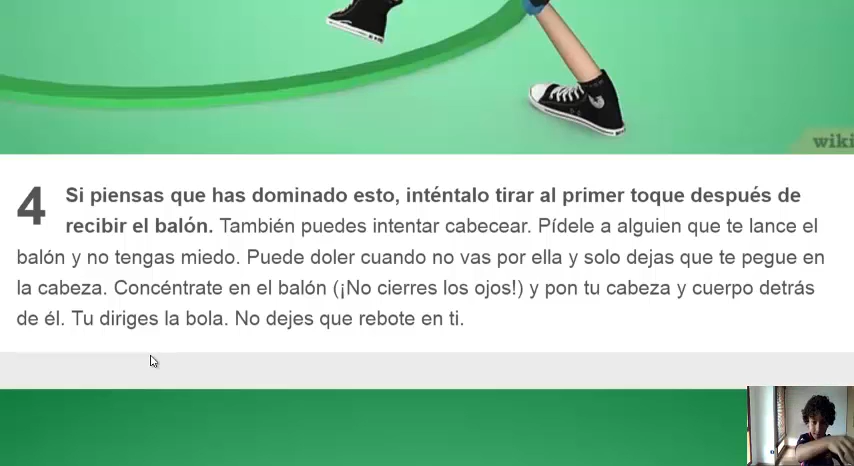 wiki
4 Si piensas que has dominado esto, inténtalo tirar al primer toque después de
recibir el balón. También puedes intentar cabecear. Pídele a alguien que te lance el
balón y no tengas miedo. Puede doler cuando no vas por ella y solo dejas que te pegue en
la cabeza. Concéntrate en el balón (¡No cierres los ojos!) y pon tu cabeza y cuerpo detrás
de él. Tu diriges la bola. No dejes que rebote en ti.